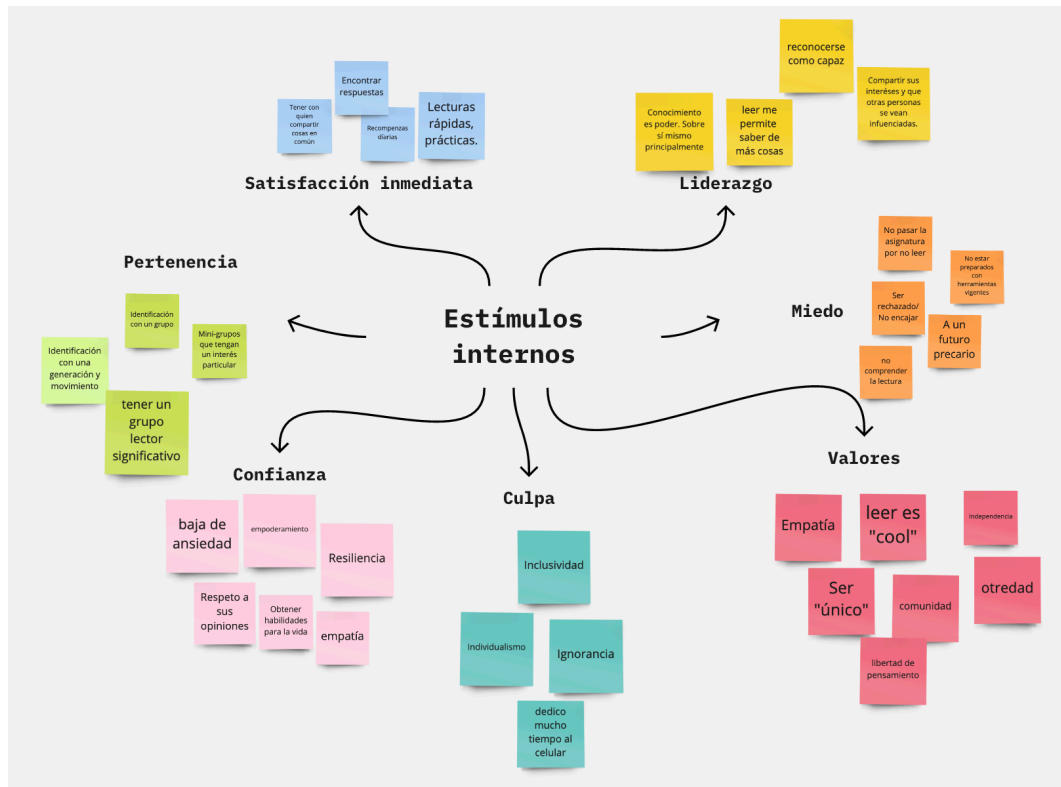 Estímulos
internos
Satisfacción inmediata
Tener con
quien
compartir
cosas en
común
Encontrar
respuestas
Recompenzas
díarias
Lecturas
rápidas,
prácticas.
Liderazgo
Conocimiento
es poder. Sobre
sí mismo
principalmente
leer me
permite
saber de
más cosas
reconocerse
como capaz
Compartir sus
interéses y que
otras personas
se vean
infuenciadas.
Pertenencia
Identificación
con un grupo
Mini-grupos
que tengan
un interés
particular
Identificación
con una
generación y
movimiento
tener un
grupo
lector
significativo
Miedo
No pasar la
asignatura
por no leer
No estar
preparados
con
herramientas
vigentes
Ser
rechazado/
No encajar
A un
futuro
precario
no
comprender
la lectura
Confianza
baja de
ansiedad
empoderamiento
Resiliencia
Respeto a
sus
opiniones
Obtener
habilidades
para la vida
empatía
Culpa
Inclusividad
Individualismo
Ignorancia
dedico
mucho
tiempo al
celular
Valores
Empatía
leer es
"cool"
Independencia
Ser
"único"
comunidad
otredad
libertad de
pensamiento